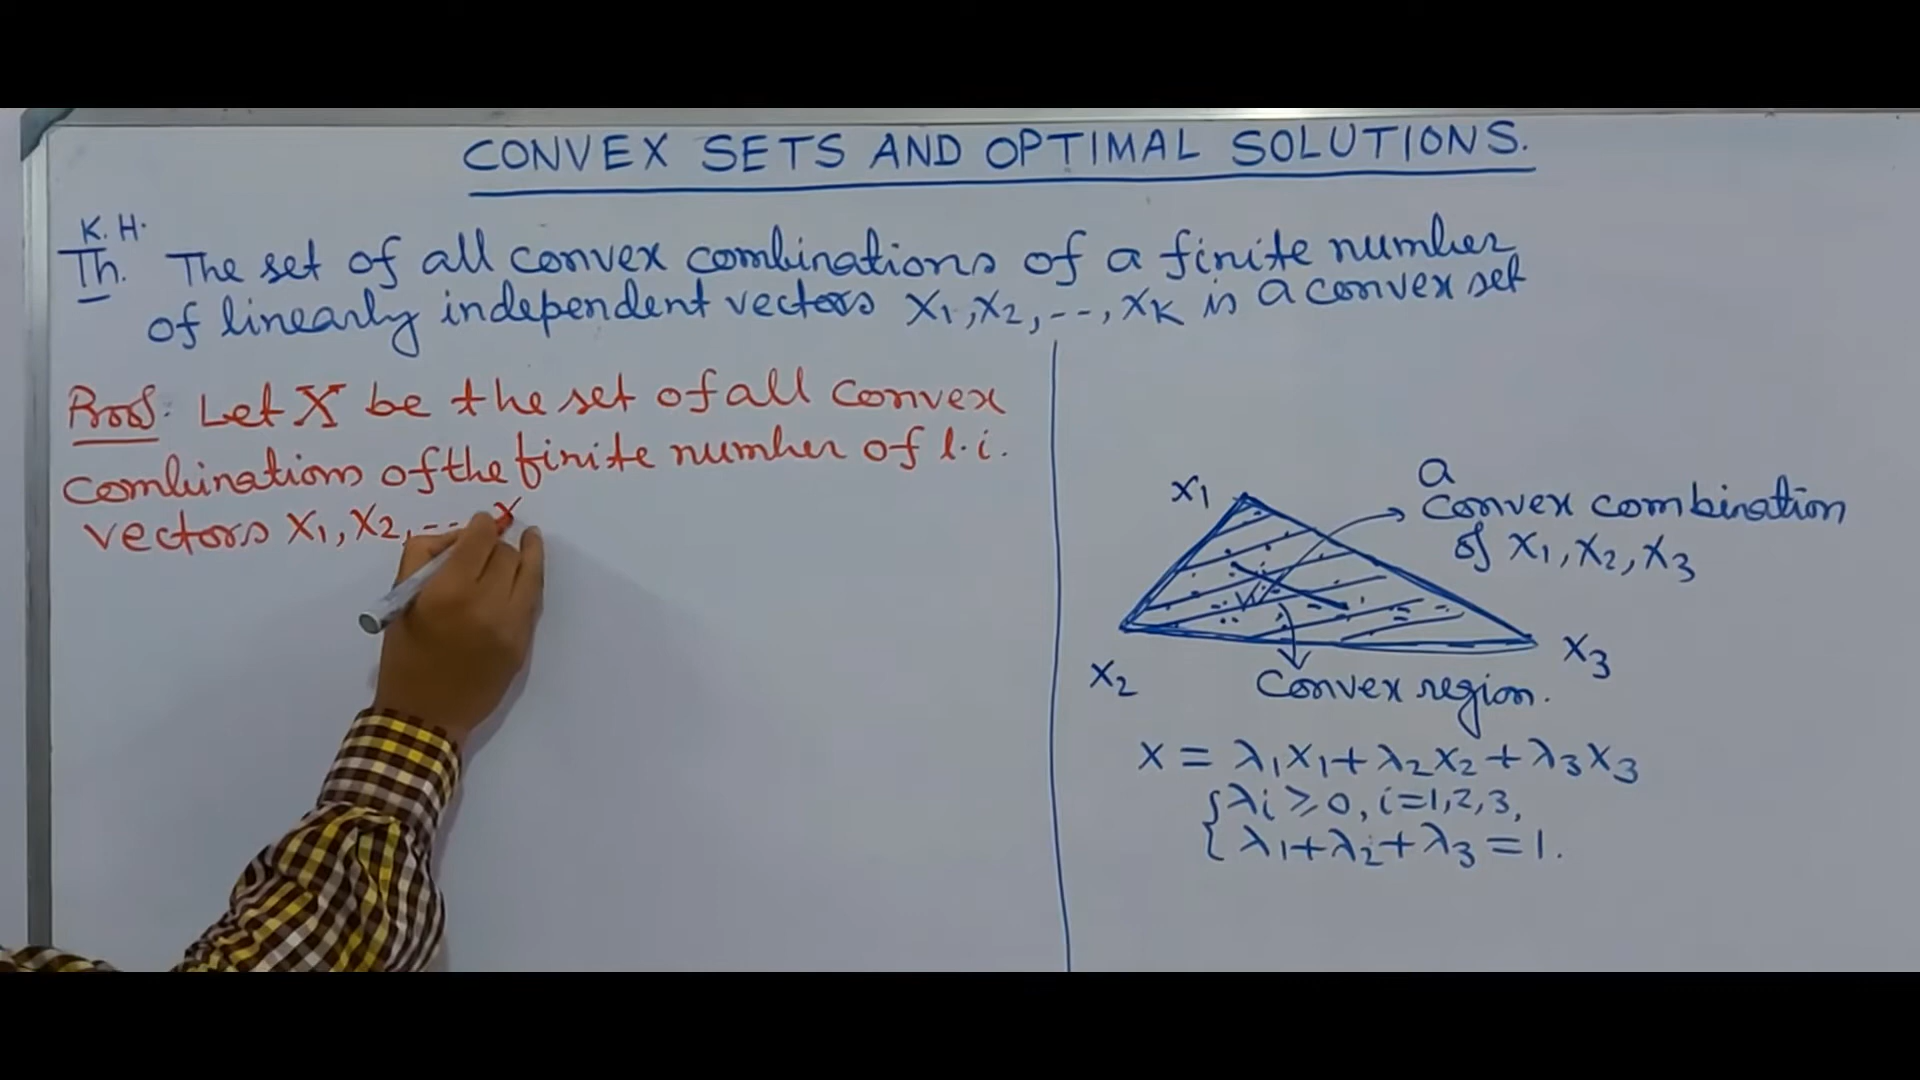 CONVEX SETS AND OPTIMAL SOLUTIONS.
K. H.
Th. The set of all convex combinations of a finite number
of linearly independent vectors x1, x2, --, xK is a convex set
Proof: Let X be the set of all convex
combinations of the finite number of l.i.
vectors x1, x2, --- x
x1
a
convex combination
of x1, x2, x3
x2
x3
Convex region.
x = λ1x1 + λ2x2 + λ3x3
{ λi ≥ 0, i=1,2,3,
λ1+λ2+λ3 = 1.